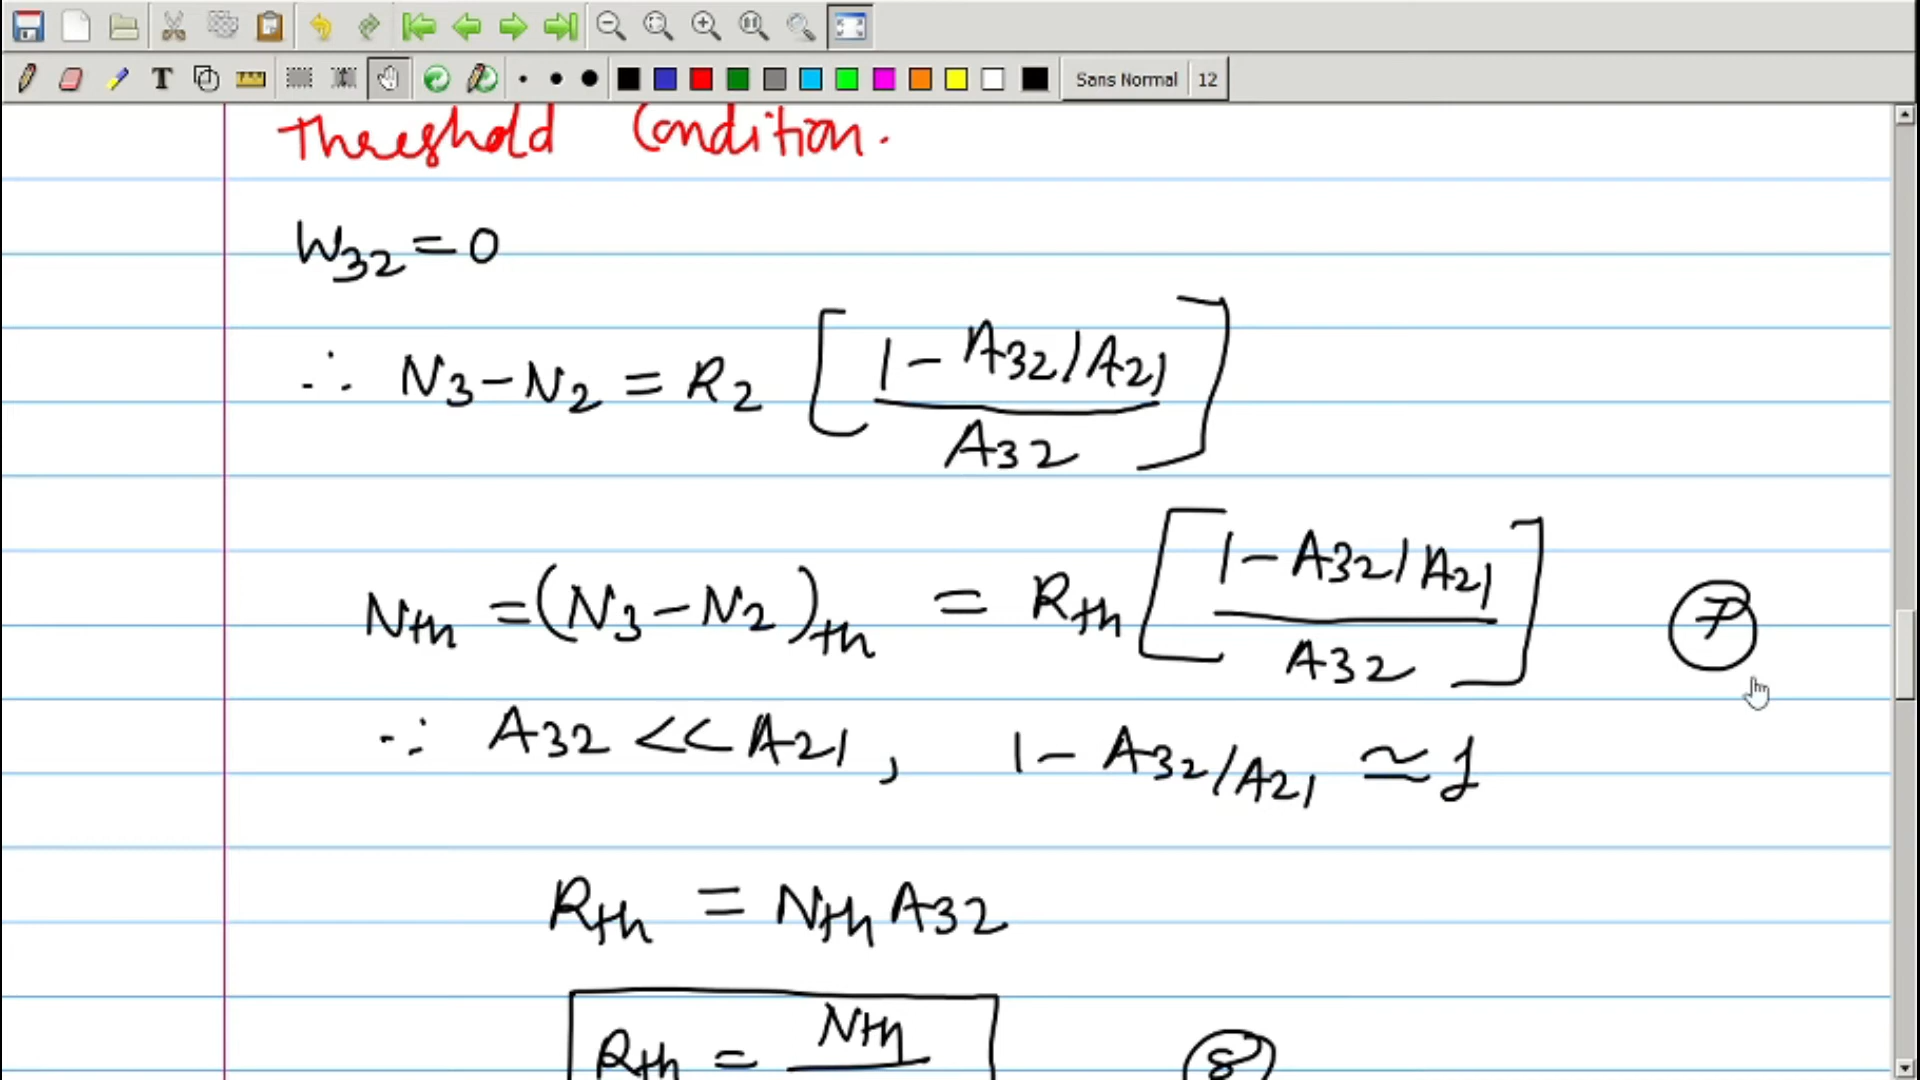 T
Sans Normal 12
Threshold Condition.
W32 = 0
∴ N3 - N2 = R2 [ 1 - A32/A21 / A32 ]
Nth = (N3 - N2)th = Rth [ 1 - A32/A21 / A32 ] 7
∵ A32 << A21, 1 - A32/A21 ≃ 1
Rth = Nth A32
Rth = Nth 8